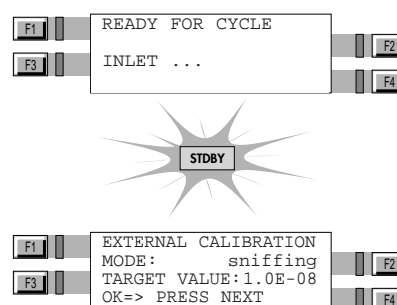 F1 READY FOR CYCLE
F2
F3 INLET ...
F4
STDBY
F1 EXTERNAL CALIBRATION
MODE: sniffing F2
F3 TARGET VALUE:1.0E-08
OK=> PRESS NEXT F4